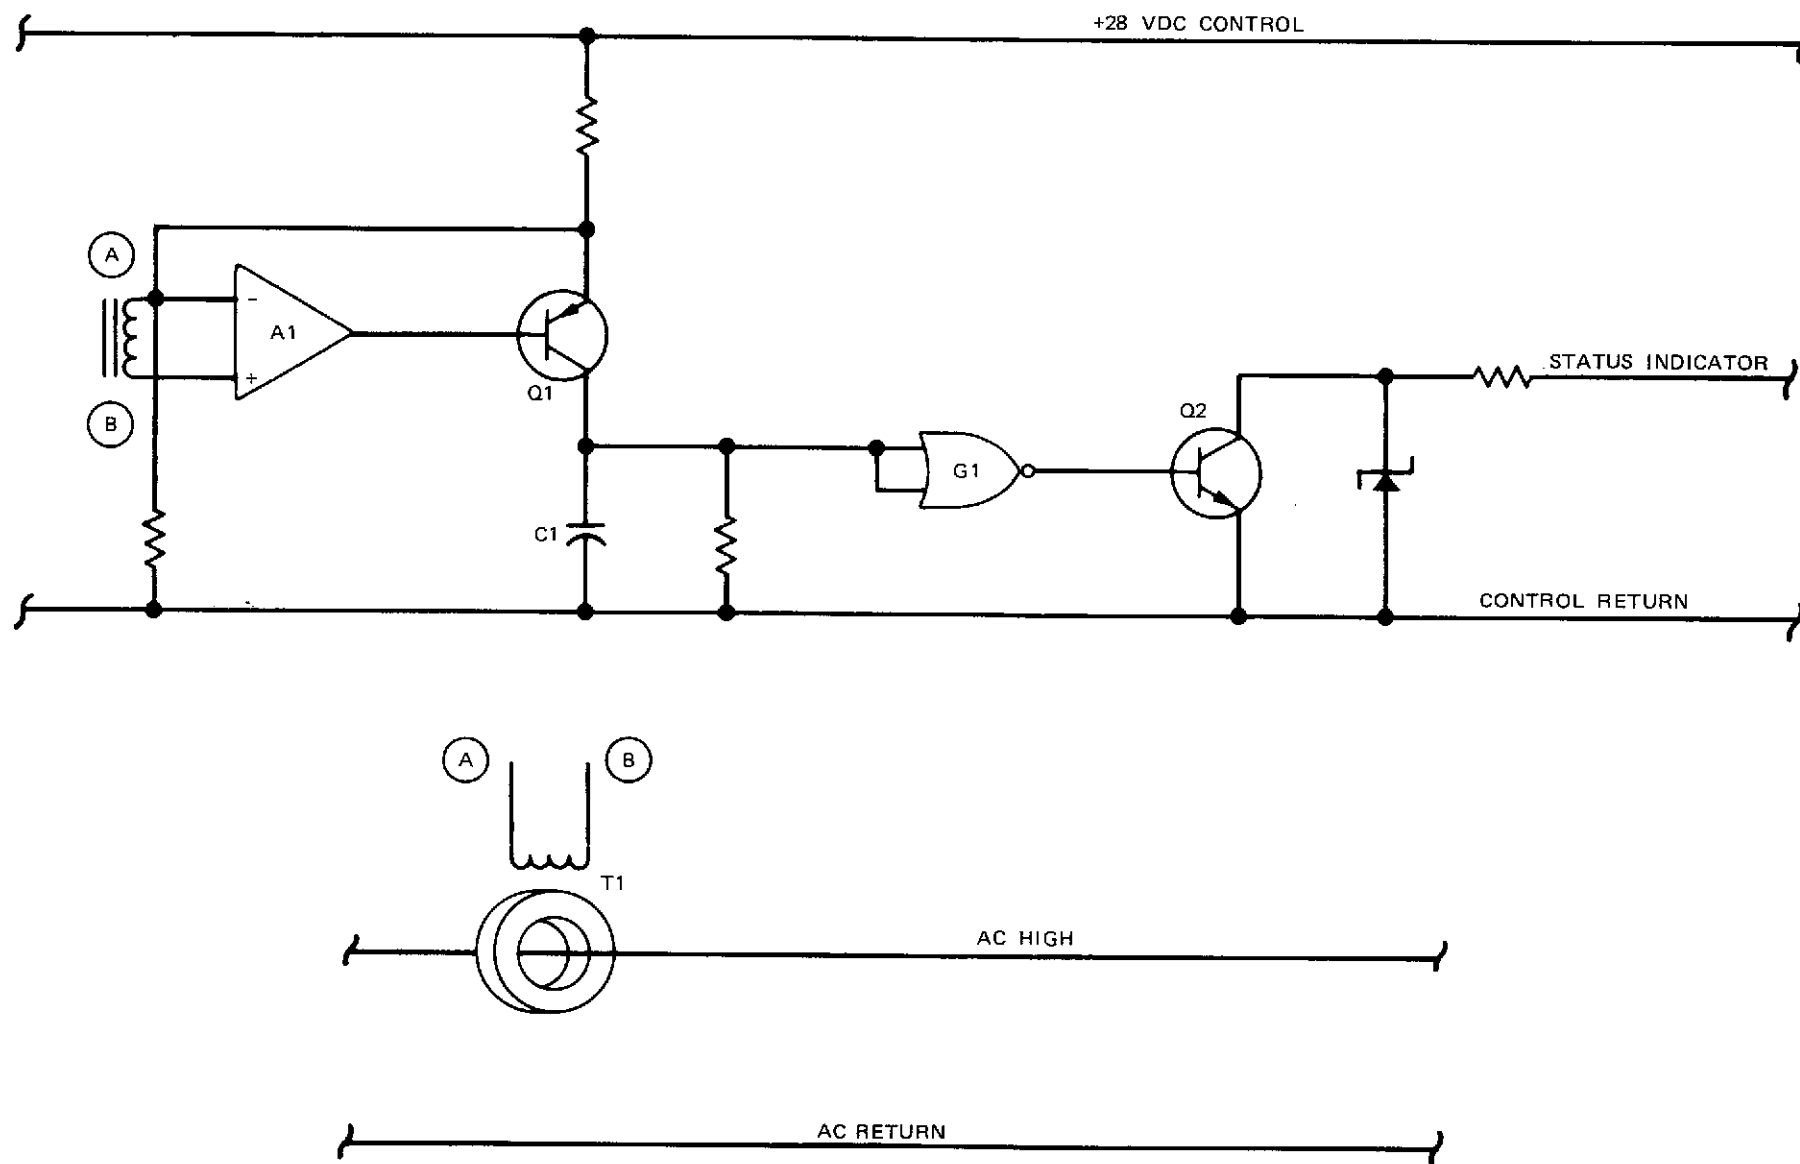 +28 VDC CONTROL
A
-
A1
+
B
Q1
Q2
STATUS INDICATOR
G1
C1
CONTROL RETURN
A
B
T1
AC HIGH
AC RETURN